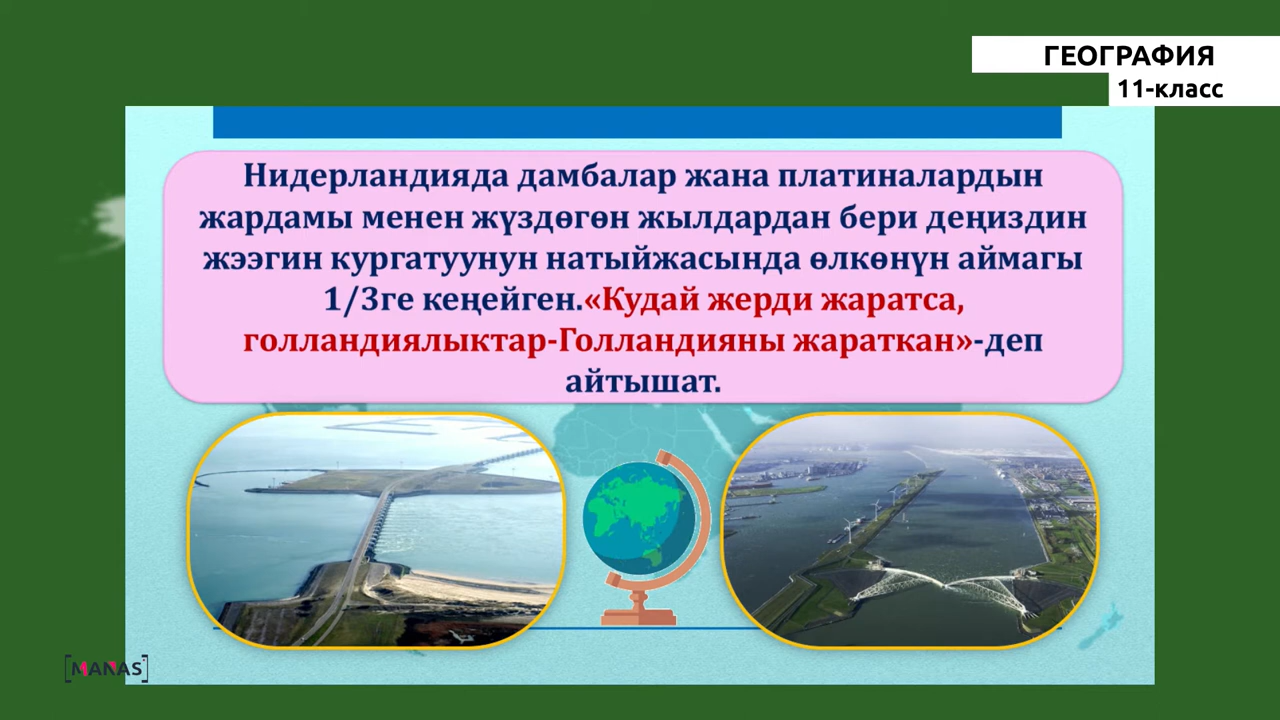 ГЕОГРАФИЯ
11-класс
Нидерландияда дамбалар жана платиналардын
жардамы менен жүздөгөн жылдардан бери деңиздин
жээгин кургатуунун натыйжасында өлкөнүн аймагы
1/3ге кеңейген.«Кудай жерди жаратса,
голландиялыктар-Голландияны жараткан»-деп
айтышат.
[MANAS]